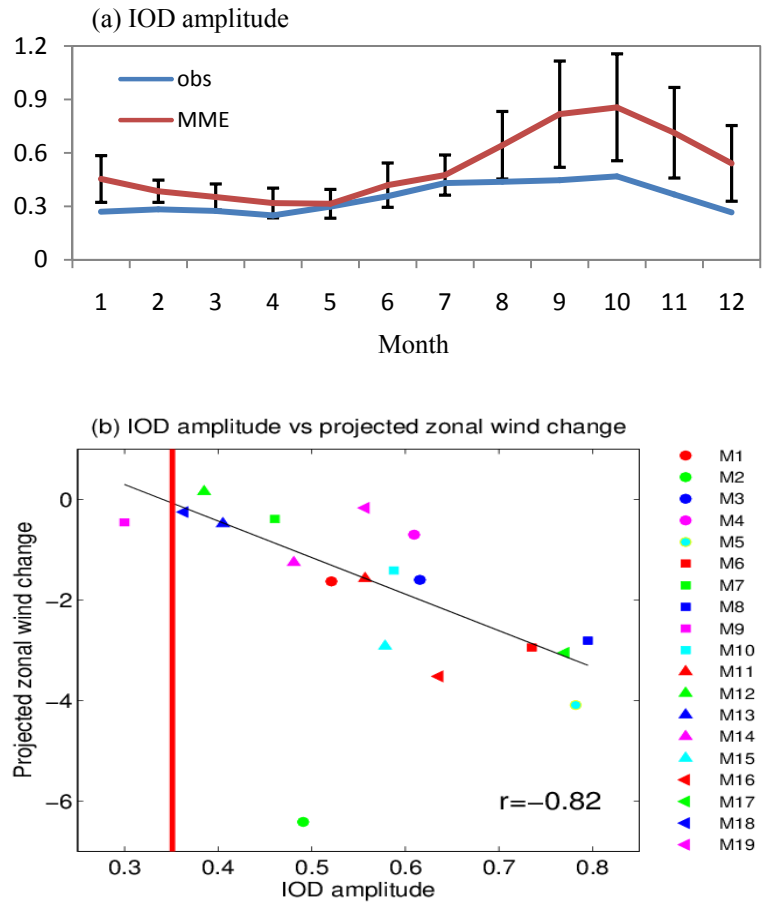 (a) IOD amplitude
1.2
0.9
0.6
0.3
0
obs
MME
1 2 3 4 5 6 7 8 9 10 11 12
Month
(b) IOD amplitude vs projected zonal wind change
Projected zonal wind change
0
−2
−4
−6
r=−0.82
0.3 0.4 0.5 0.6 0.7 0.8
IOD amplitude
M1
M2
M3
M4
M5
M6
M7
M8
M9
M10
M11
M12
M13
M14
M15
M16
M17
M18
M19